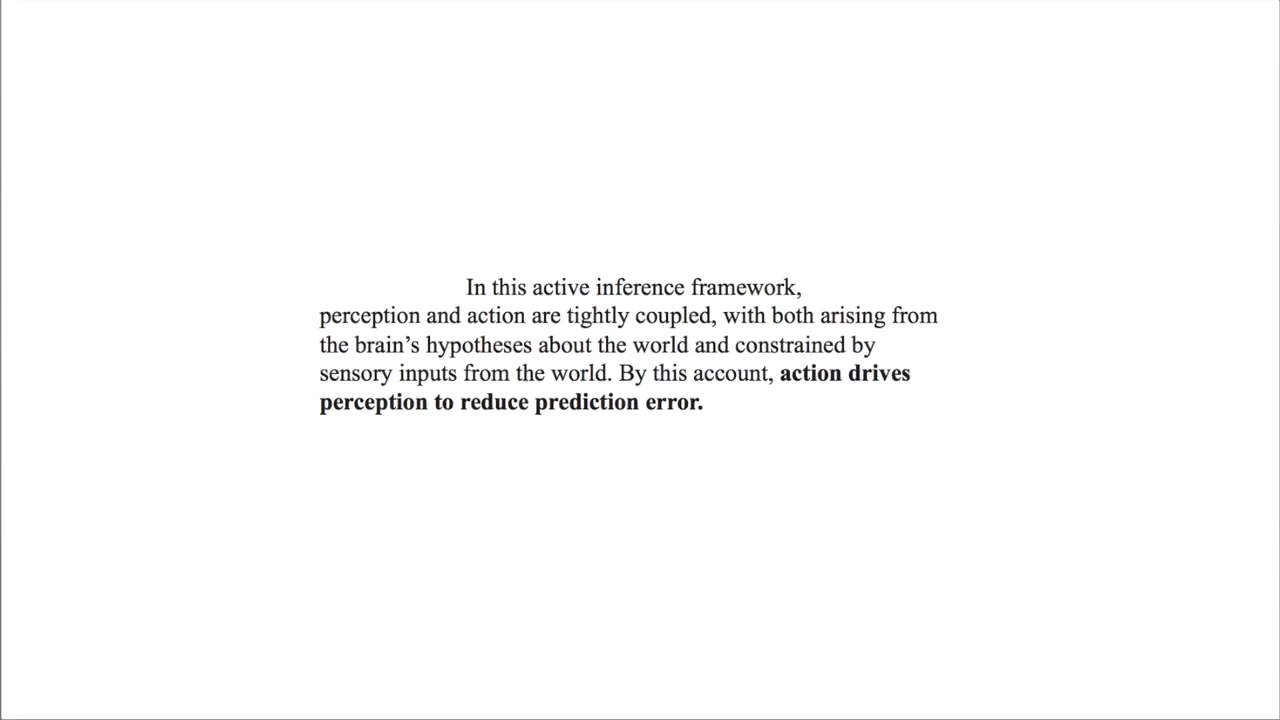 In this active inference framework,
perception and action are tightly coupled, with both arising from
the brain’s hypotheses about the world and constrained by
sensory inputs from the world. By this account, action drives
perception to reduce prediction error.